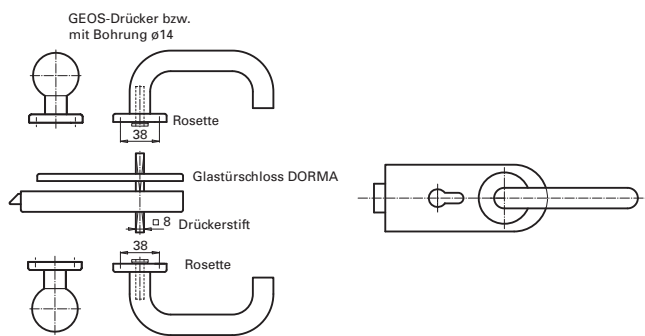 GEOS-Drücker bzw.
mit Bohrung ø14
Rosette
38
Glastürschloss DORMA
□ 8 Drückerstift
38
Rosette